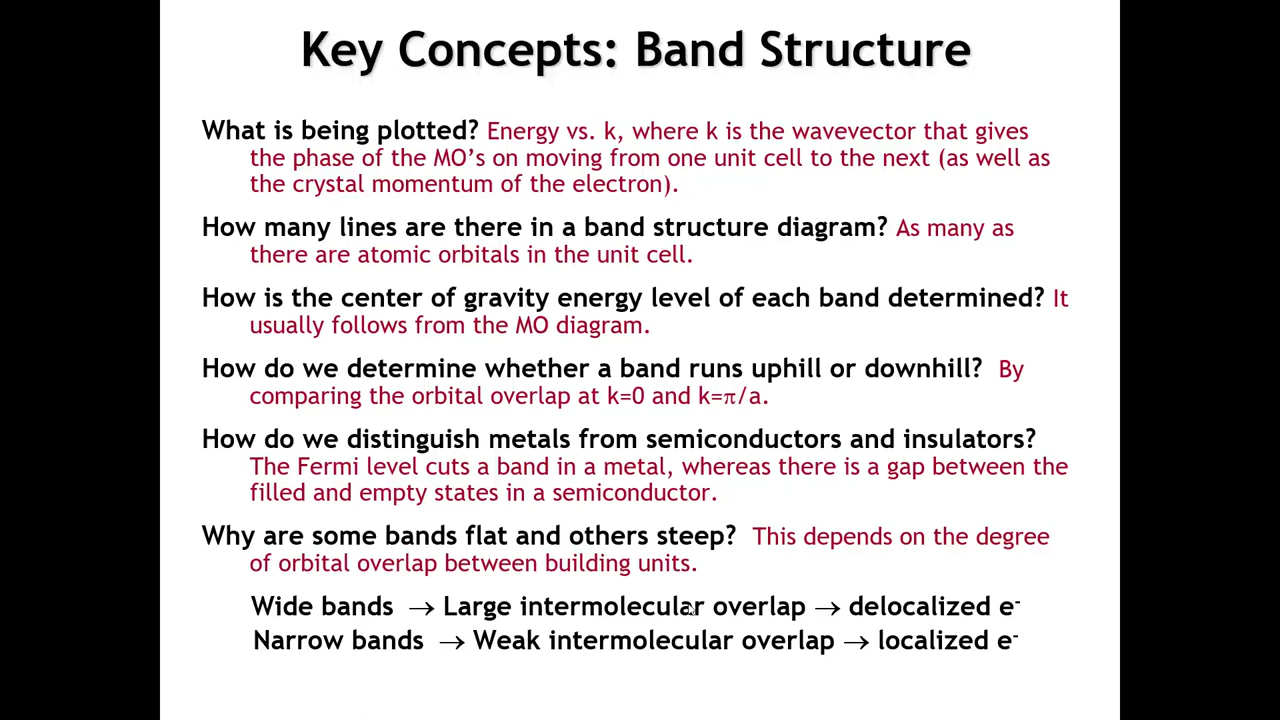 Key Concepts: Band Structure
What is being plotted? Energy vs. k, where k is the wavevector that gives
the phase of the MO’s on moving from one unit cell to the next (as well as
the crystal momentum of the electron).
How many lines are there in a band structure diagram? As many as
there are atomic orbitals in the unit cell.
How is the center of gravity energy level of each band determined? It
usually follows from the MO diagram.
How do we determine whether a band runs uphill or downhill? By
comparing the orbital overlap at k=0 and k=π/a.
How do we distinguish metals from semiconductors and insulators?
The Fermi level cuts a band in a metal, whereas there is a gap between the
filled and empty states in a semiconductor.
Why are some bands flat and others steep? This depends on the degree
of orbital overlap between building units.
Wide bands → Large intermolecular overlap → delocalized e⁻
Narrow bands → Weak intermolecular overlap → localized e⁻